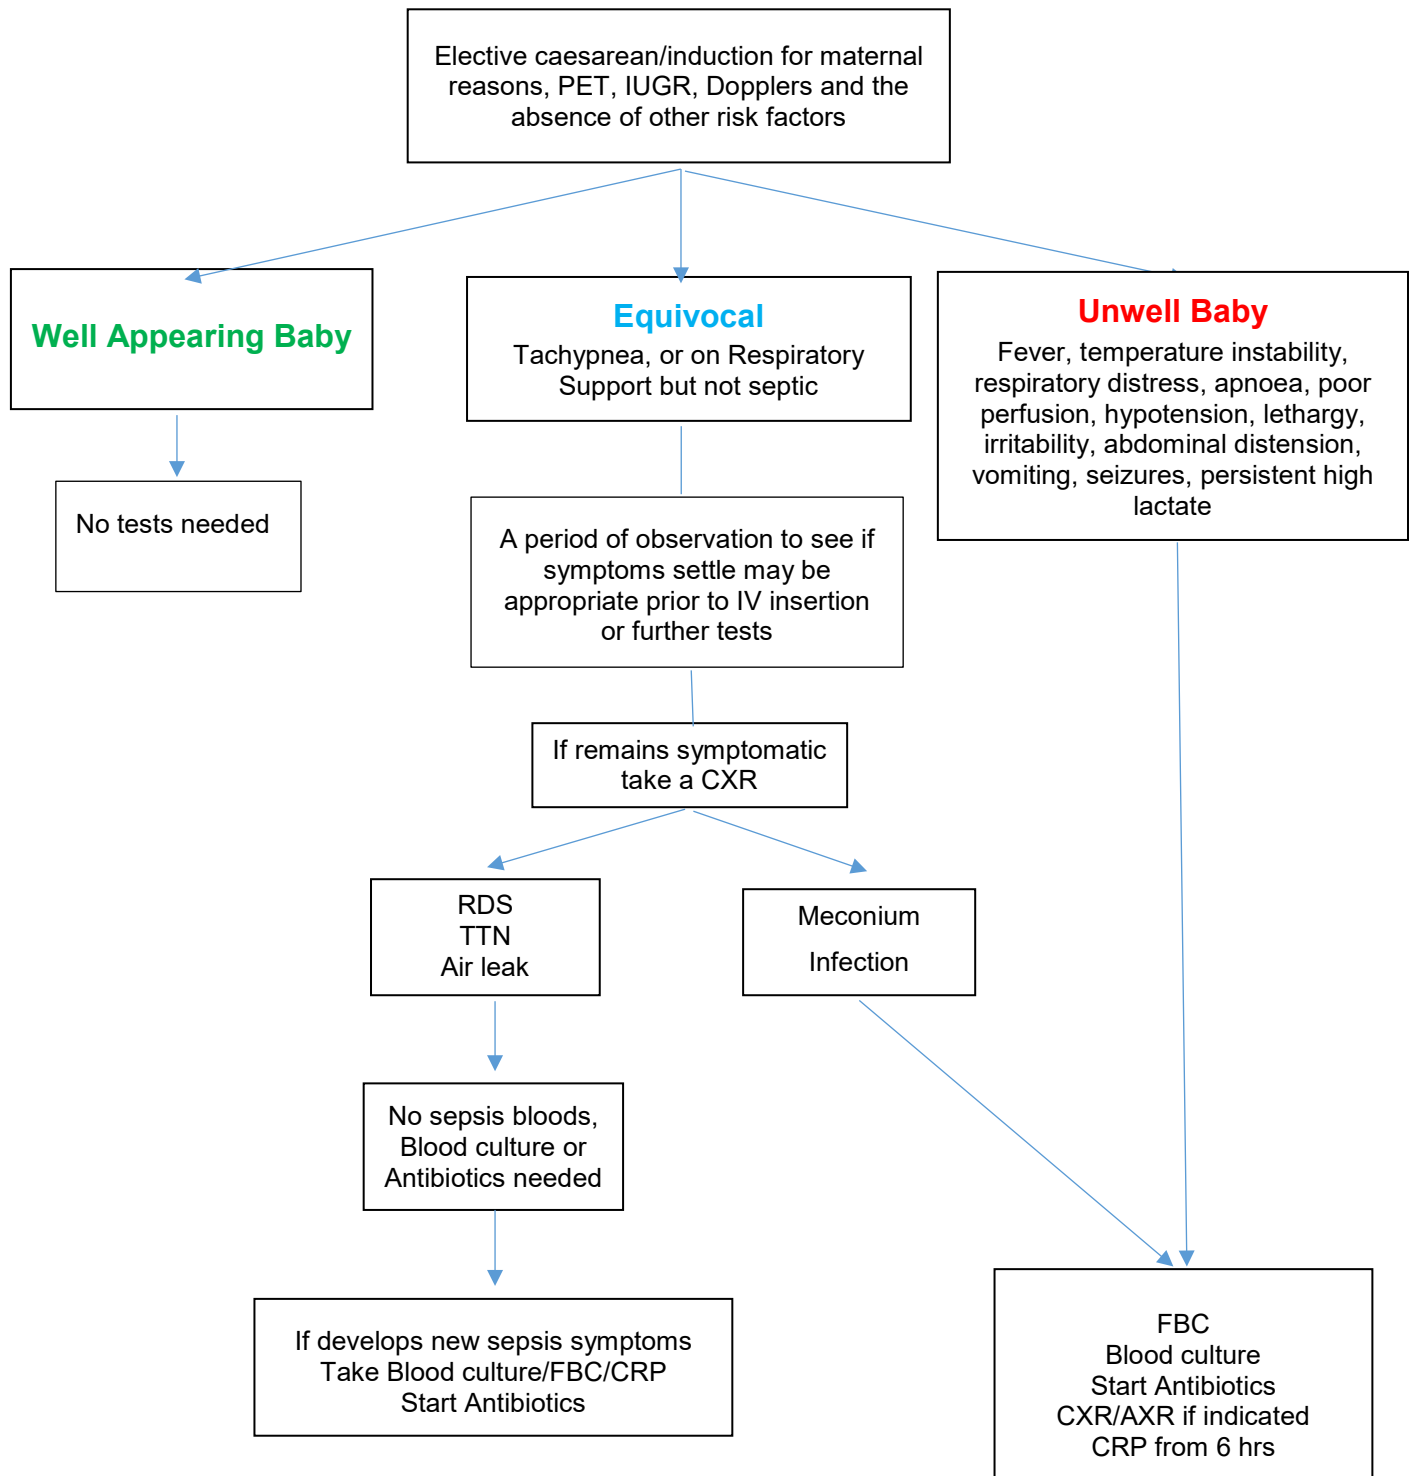 Elective caesarean/induction for maternal
reasons, PET, IUGR, Dopplers and the
absence of other risk factors
Well Appearing Baby
No tests needed
Equivocal
Tachypnea, or on Respiratory
Support but not septic
Unwell Baby
Fever, temperature instability,
respiratory distress, apnoea, poor
perfusion, hypotension, lethargy,
irritability, abdominal distension,
vomiting, seizures, persistent high
lactate
A period of observation to see if
symptoms settle may be
appropriate prior to IV insertion
or further tests
If remains symptomatic
take a CXR
RDS
TTN
Air leak
Meconium
Infection
No sepsis bloods,
Blood culture or
Antibiotics needed
If develops new sepsis symptoms
Take Blood culture/FBC/CRP
Start Antibiotics
FBC
Blood culture
Start Antibiotics
CXR/AXR if indicated
CRP from 6 hrs